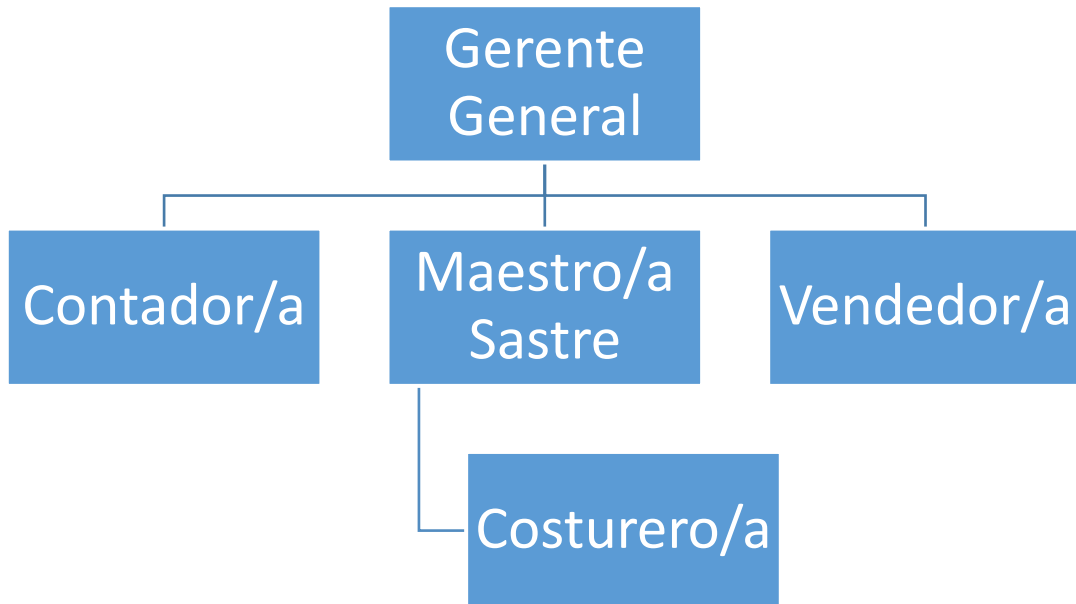 Gerente
General
Contador/a
Maestro/a
Sastre
Vendedor/a
Costurero/a